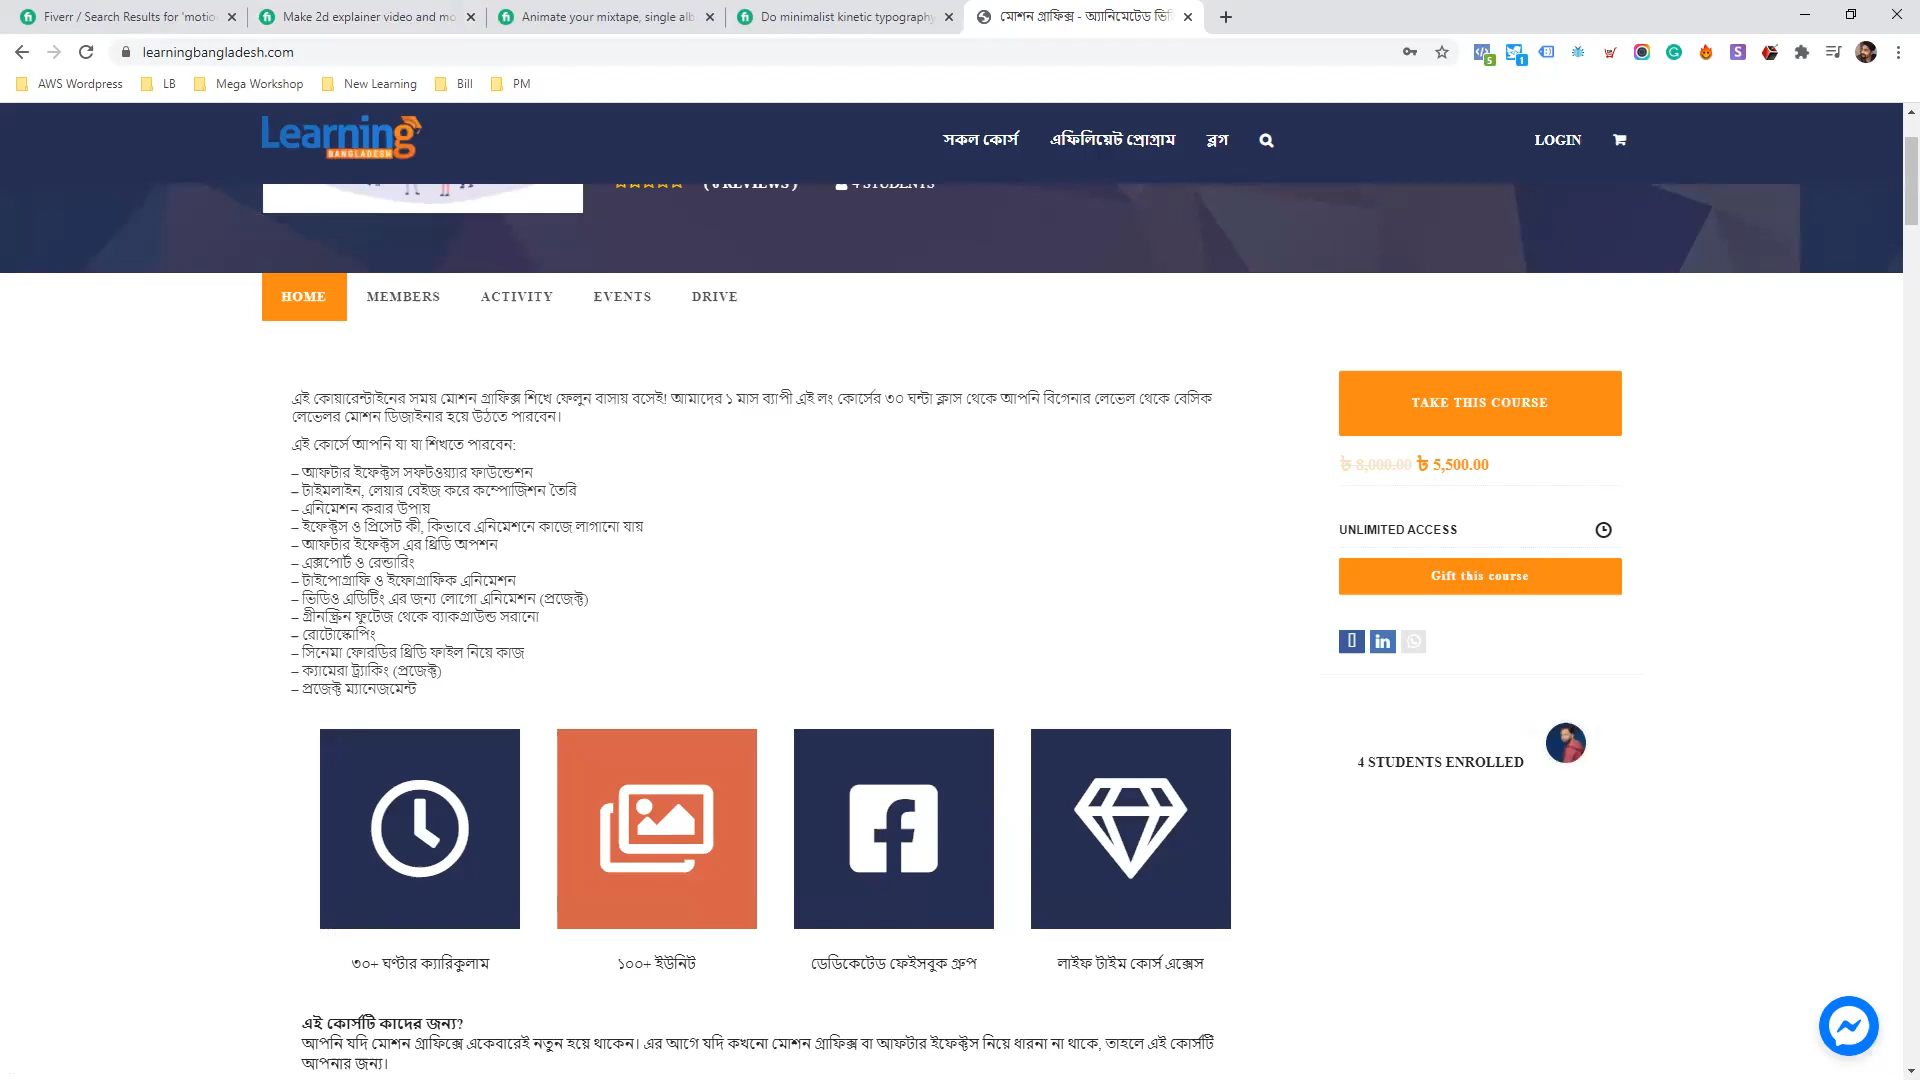 Fiverr / Search Results for 'motio
Make 2d explainer video and mo
Animate your mixtape, single alb
Do minimalist kinetic typography
মোশন গ্রাফিক্স - অ্যানিমেটেড ভি
learningbangladesh.com
AWS Wordpress
LB
Mega Workshop
New Learning
Bill
PM
Learning
BANGLADESH
সকল কোর্স
এফিলিয়েট প্রোগ্রাম
ব্লগ
LOGIN
REVIEWS )
4 STUDENTS
HOME
MEMBERS
ACTIVITY
EVENTS
DRIVE
এই কোয়ারেন্টাইনের সময় মোশন গ্রাফিক্স শিখে ফেলুন বাসায় বসেই! আমাদের ১ মাস ব্যাপী এই লং কোর্সের ৩০ ঘন্টা ক্লাস থেকে আপনি বিগেনার লেভেল থেকে বেসিক
লেভেলর মোশন ডিজাইনার হয়ে উঠতে পারবেন।
এই কোর্সে আপনি যা যা শিখতে পারবেন:
– আফটার ইফেক্ট্স সফটওয়্যার ফাউন্ডেশন
– টাইমলাইন, লেয়ার বেইজ করে কম্পোজিশন তৈরি
– এনিমেশন করার উপায়
– ইফেক্ট্স ও প্রিসেট কী, কিভাবে এনিমেশনে কাজে লাগানো যায়
– আফটার ইফেক্ট্স এর থ্রিডি অপশন
– এক্সপোর্ট ও রেন্ডারিং
– টাইপোগ্রাফি ও ইফোগ্রাফিক এনিমেশন
– ভিডিও এডিটিং এর জন্য লোগো এনিমেশন (প্রজেক্ট)
– গ্রীনস্ক্রিন ফুটেজ থেকে ব্যাকগ্রাউন্ড সরানো
– রোটোস্কোপিং
– সিনেমা ফোরডির থ্রিডি ফাইল নিয়ে কাজ
– ক্যামেরা ট্র্যাকিং (প্রজেক্ট)
– প্রজেক্ট ম্যানেজমেন্ট
TAKE THIS COURSE
৳ 8,000.00 ৳ 5,500.00
UNLIMITED ACCESS
Gift this course
4 STUDENTS ENROLLED
৩০+ ঘণ্টার ক্যারিকুলাম
১০০+ ইউনিট
ডেডিকেটেড ফেইসবুক গ্রুপ
লাইফ টাইম কোর্স এক্সেস
এই কোর্সটি কাদের জন্য?
আপনি যদি মোশন গ্রাফিক্সে একেবারেই নতুন হয়ে থাকেন। এর আগে যদি কখনো মোশন গ্রাফিক্স বা আফটার ইফেক্ট্স নিয়ে ধারনা না থাকে, তাহলে এই কোর্সটি
আপনার জন্য।